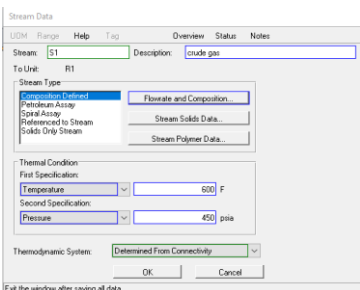 Stream Data
UOM Range Help Tag Overview Status Notes
Stream: S1 Description: crude gas
To Unit: R1
Stream Type
Composition Defined
Petroleum Assay
Spiral Assay
Referenced to Stream
Solids Only Stream
Flowrate and Composition...
Stream Solids Data...
Stream Polymer Data...
Thermal Condition
First Specification:
Temperature 600 F
Second Specification:
Pressure 450 psia
Thermodynamic System: Determined From Connectivity
OK Cancel
Exit the window after saving all data